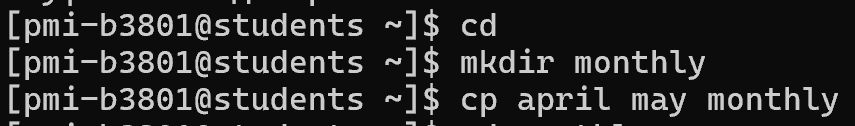 [pmi-b3801@students ~]$ cd
[pmi-b3801@students ~]$ mkdir monthly
[pmi-b3801@students ~]$ cp april may monthly